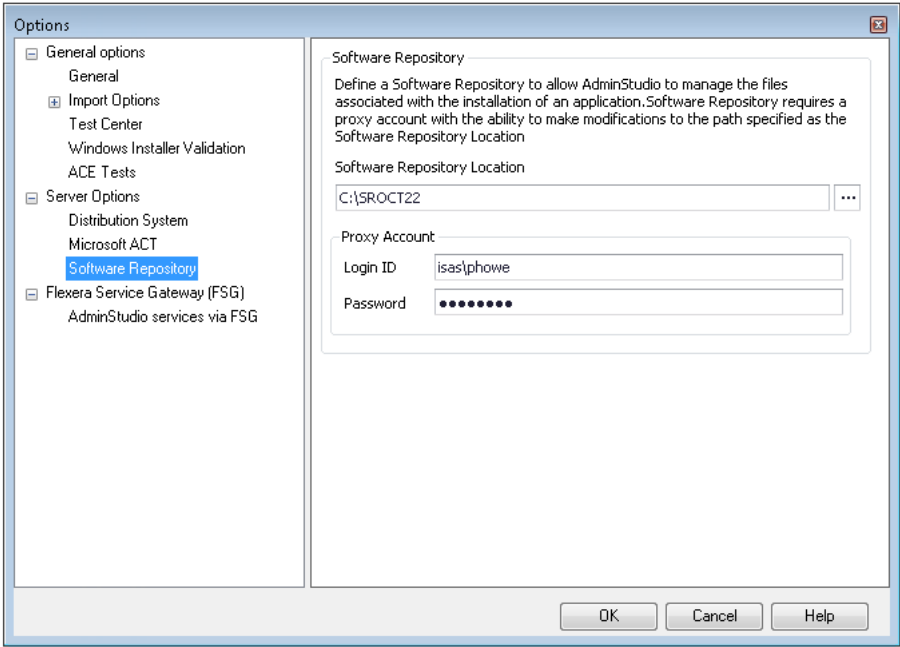 Options
General options
General
Import Options
Test Center
Windows Installer Validation
ACE Tests
Server Options
Distribution System
Microsoft ACT
Software Repository
Flexera Service Gateway (FSG)
AdminStudio services via FSG
Software Repository
Define a Software Repository to allow AdminStudio to manage the files
associated with the installation of an application.Software Repository requires a
proxy account with the ability to make modifications to the path specified as the
Software Repository Location
Software Repository Location
C:\SROCT22
...
Proxy Account
Login ID
isas\phowe
Password
●●●●●●●●
OK
Cancel
Help